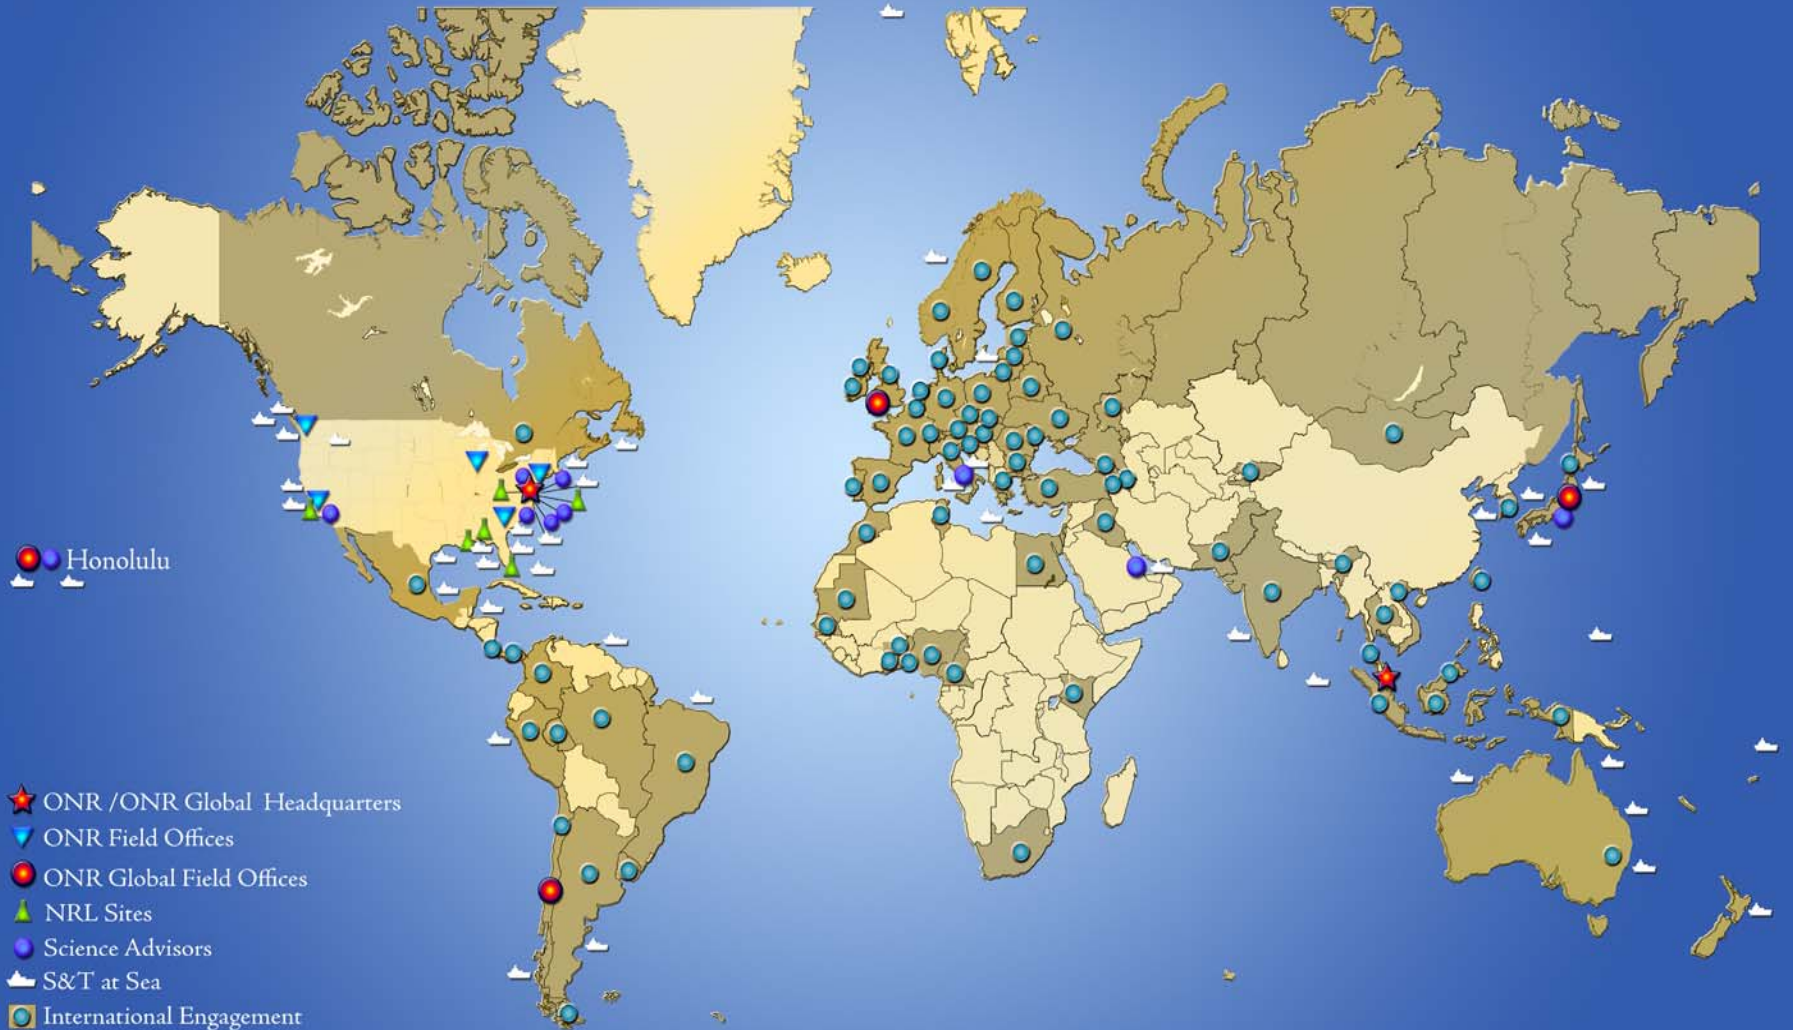 Honolulu
ONR /ONR Global Headquarters
ONR Field Offices
ONR Global Field Offices
NRL Sites
Science Advisors
S&T at Sea
International Engagement